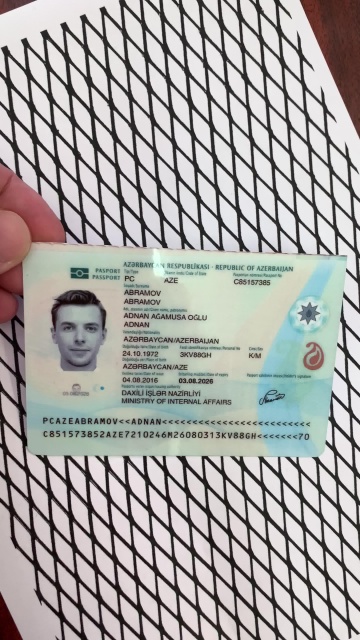 AZƏRBAYCAN RESPUBLİKASI - REPUBLIC OF AZERBAIJAN
PASPORT
PASSPORT
PC AZE C85157385
ABRAMOV
ABRAMOV
ADNAN AĞAMUSA OĞLU
ADNAN
AZƏRBAYCAN/AZERBAIJAN
24.10.1972 3KV88GH K/M
AZƏRBAYCAN/AZE
04.08.2016 03.08.2026
DAXİLİ İŞLƏR NAZİRLİYİ
MINISTRY OF INTERNAL AFFAIRS
PCAZEABRAMOV<<ADNAN<<<<<<<<<<<<<<<<<<<<<<<<<
C851573852AZE7210246M26080313KV88GH<<<<<<<70